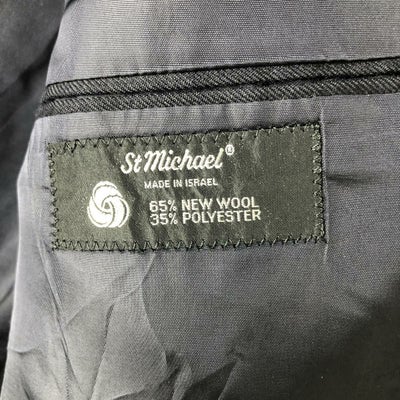 St Michael®
MADE IN ISRAEL
65% NEW WOOL
35% POLYESTER